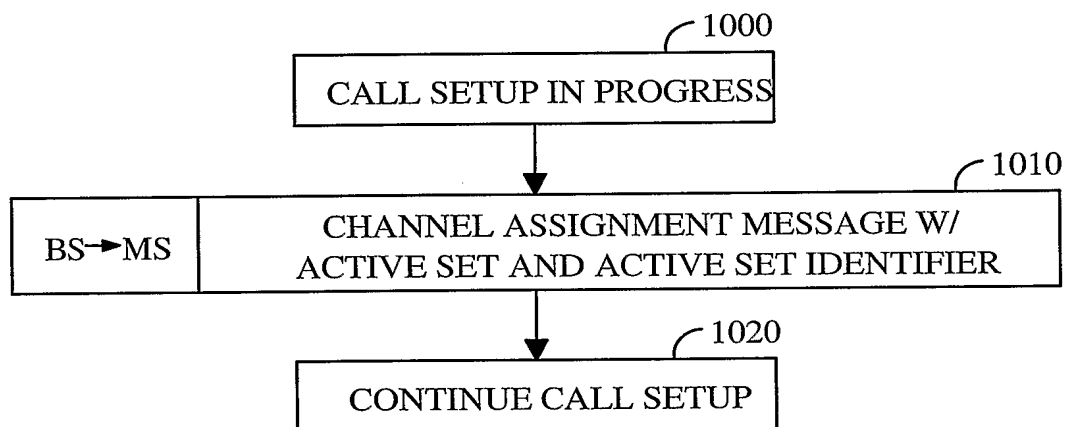 1000
CALL SETUP IN PROGRESS
1010
BS→MS
CHANNEL ASSIGNMENT MESSAGE W/
ACTIVE SET AND ACTIVE SET IDENTIFIER
1020
CONTINUE CALL SETUP